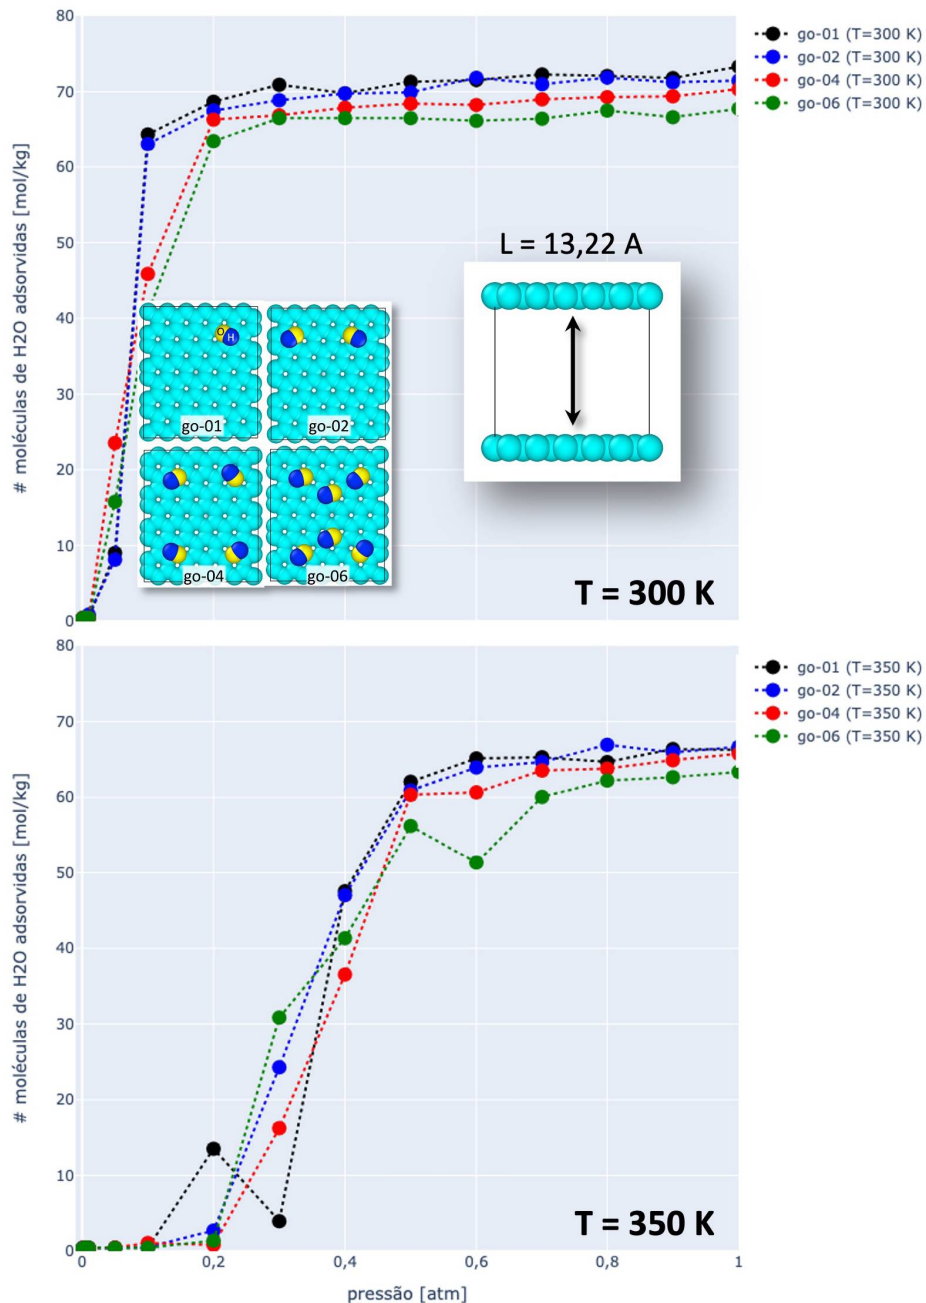 80
70
60
50
40
30
20
10
0
# moléculas de H2O adsorvidas [mol/kg]
go-01 (T=300 K)
go-02 (T=300 K)
go-04 (T=300 K)
go-06 (T=300 K)
L = 13,22 A
O
H
go-01
go-02
go-04
go-06
T = 300 K
80
70
60
50
40
30
20
10
0
# moléculas de H2O adsorvidas [mol/kg]
go-01 (T=350 K)
go-02 (T=350 K)
go-04 (T=350 K)
go-06 (T=350 K)
T = 350 K
0
0,2
0,4
0,6
0,8
1
pressão [atm]